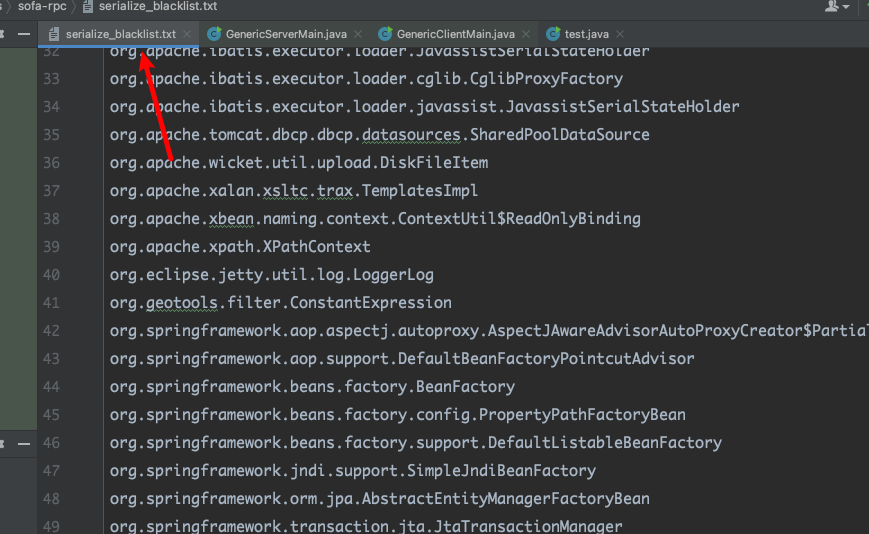 sofa-rpc › serialize_blacklist.txt
serialize_blacklist.txt GenericServerMain.java GenericClientMain.java test.java
32 org.apache.ibatis.executor.loader.JavassistSerialStateHolder
33 org.apache.ibatis.executor.loader.cglib.CglibProxyFactory
34 org.apache.ibatis.executor.loader.javassist.JavassistSerialStateHolder
35 org.apache.tomcat.dbcp.dbcp.datasources.SharedPoolDataSource
36 org.apache.wicket.util.upload.DiskFileItem
37 org.apache.xalan.xsltc.trax.TemplatesImpl
38 org.apache.xbean.naming.context.ContextUtil$ReadOnlyBinding
39 org.apache.xpath.XPathContext
40 org.eclipse.jetty.util.log.LoggerLog
41 org.geotools.filter.ConstantExpression
42 org.springframework.aop.aspectj.autoproxy.AspectJAwareAdvisorAutoProxyCreator$Partial
43 org.springframework.aop.support.DefaultBeanFactoryPointcutAdvisor
44 org.springframework.beans.factory.BeanFactory
45 org.springframework.beans.factory.config.PropertyPathFactoryBean
46 org.springframework.beans.factory.support.DefaultListableBeanFactory
47 org.springframework.jndi.support.SimpleJndiBeanFactory
48 org.springframework.orm.jpa.AbstractEntityManagerFactoryBean
49 org.springframework.transaction.jta.JtaTransactionManager